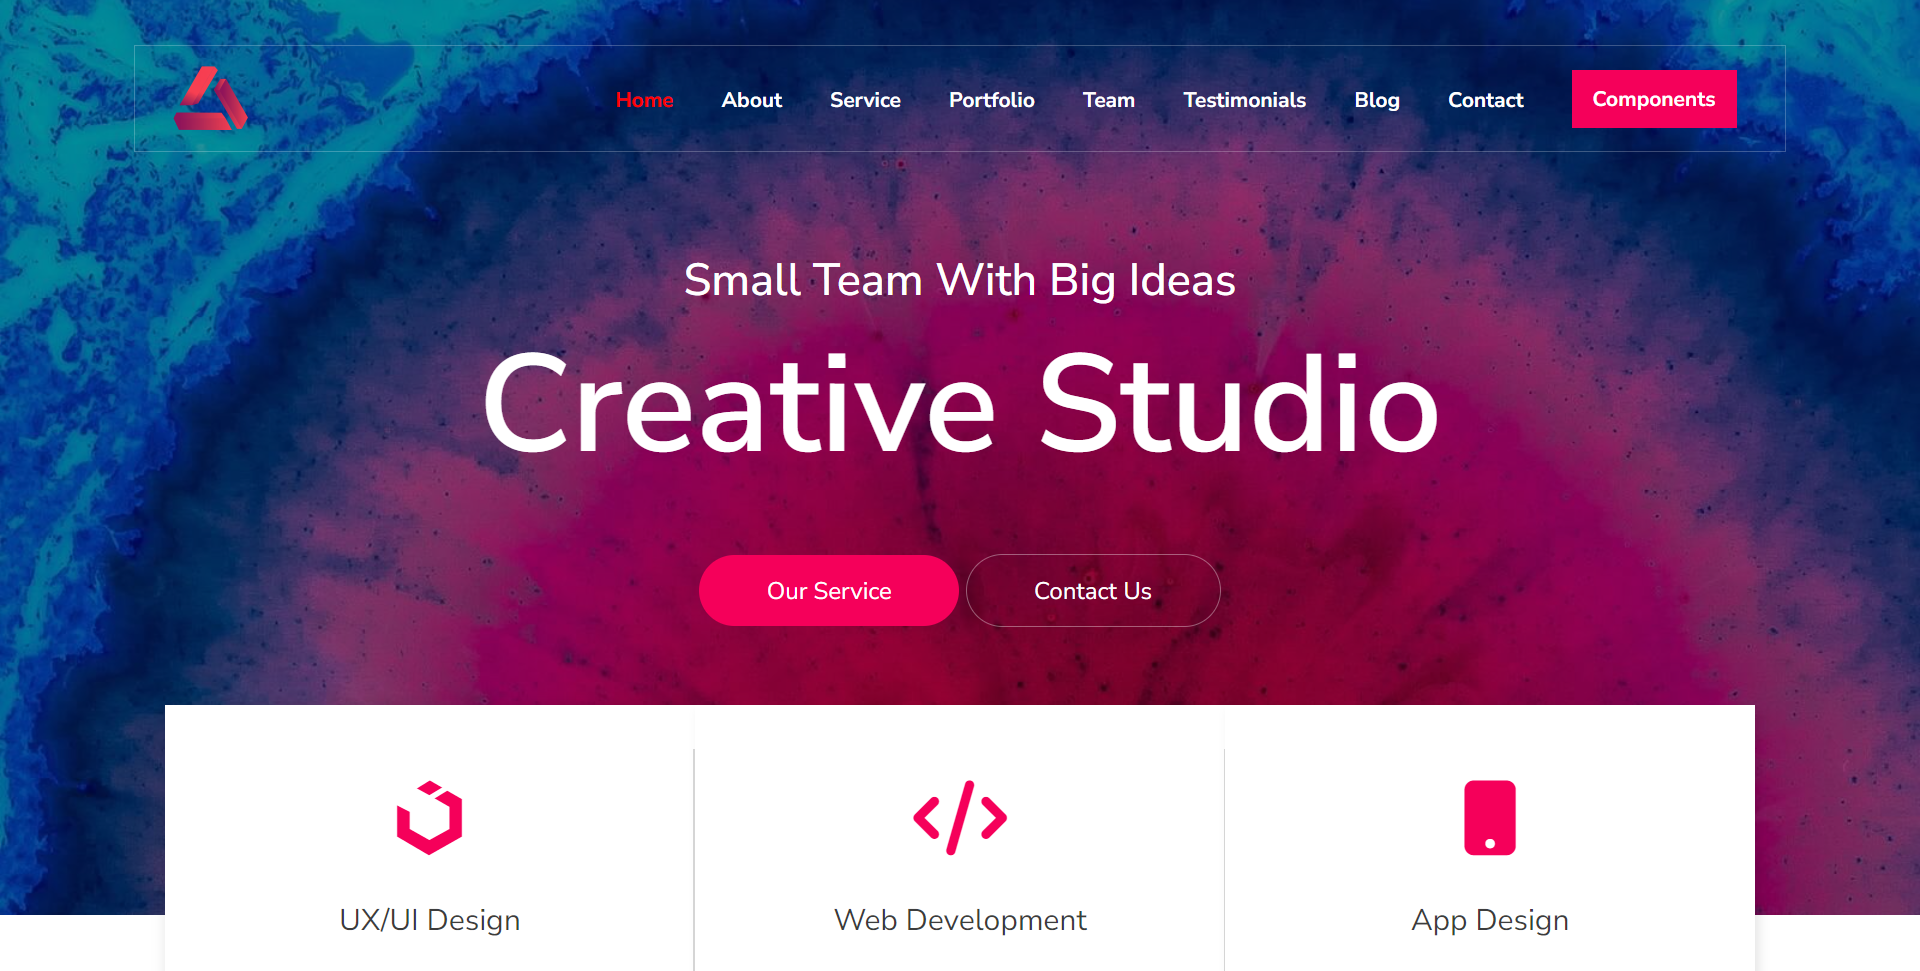 Home About Service Portfolio Team Testimonials Blog Contact Components
Small Team With Big Ideas
Creative Studio
Our Service Contact Us
UX/UI Design Web Development App Design